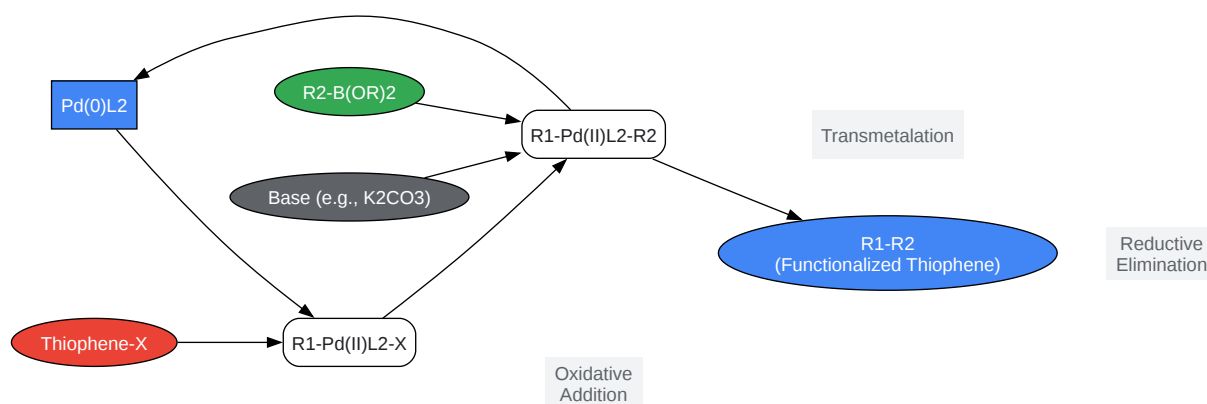 Pd(0)L2
R2-B(OR)2
R1-Pd(II)L2-R2
Transmetalation
Base (e.g., K2CO3)
R1-R2
(Functionalized Thiophene)
Reductive
Elimination
Thiophene-X
R1-Pd(II)L2-X
Oxidative
Addition